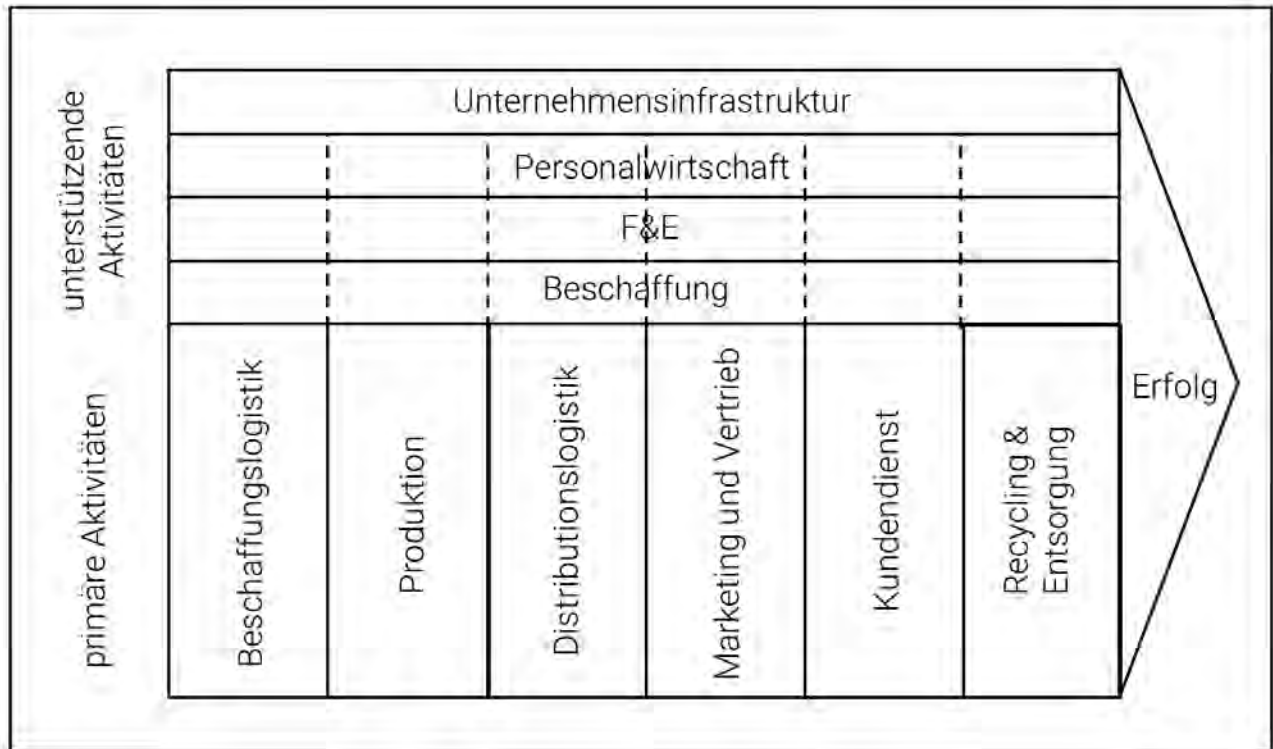 unterstützende
Aktivitäten
Unternehmensinfrastruktur
Personalwirtschaft
F&E
Beschaffung
primäre Aktivitäten
Beschaffungslogistik
Produktion
Distributionslogistik
Marketing und Vertrieb
Kundendienst
Recycling &
Entsorgung
Erfolg